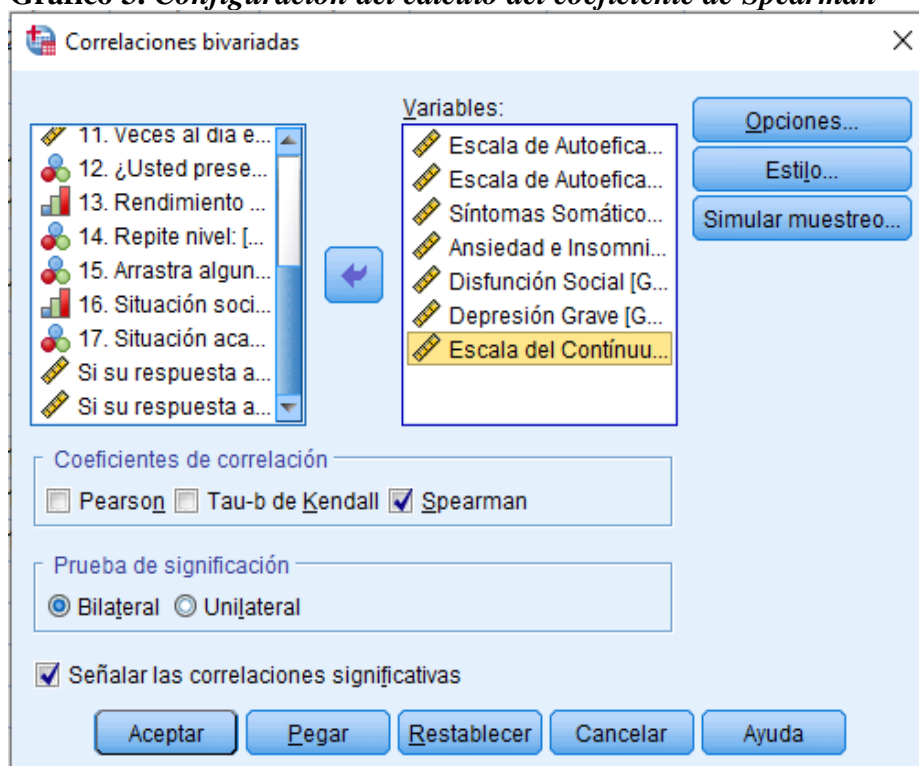 Gráfico 3. Configuración del cálculo del coeficiente de Spearman
Correlaciones bivariadas
11. Veces al día e...
12. ¿Usted prese...
13. Rendimiento ...
14. Repite nivel: [...
15. Arrastra algun...
16. Situación soci...
17. Situación aca...
Si su respuesta a...
Si su respuesta a...
Variables:
Escala de Autoefica...
Escala de Autoefica...
Síntomas Somático...
Ansiedad e Insomni...
Disfunción Social [G...
Depresión Grave [G...
Escala del Contínuu...
Opciones...
Estilo...
Simular muestreo...
Coeficientes de correlación
Pearson Tau-b de Kendall Spearman
Prueba de significación
Bilateral Unilateral
Señalar las correlaciones significativas
Aceptar Pegar Restablecer Cancelar Ayuda